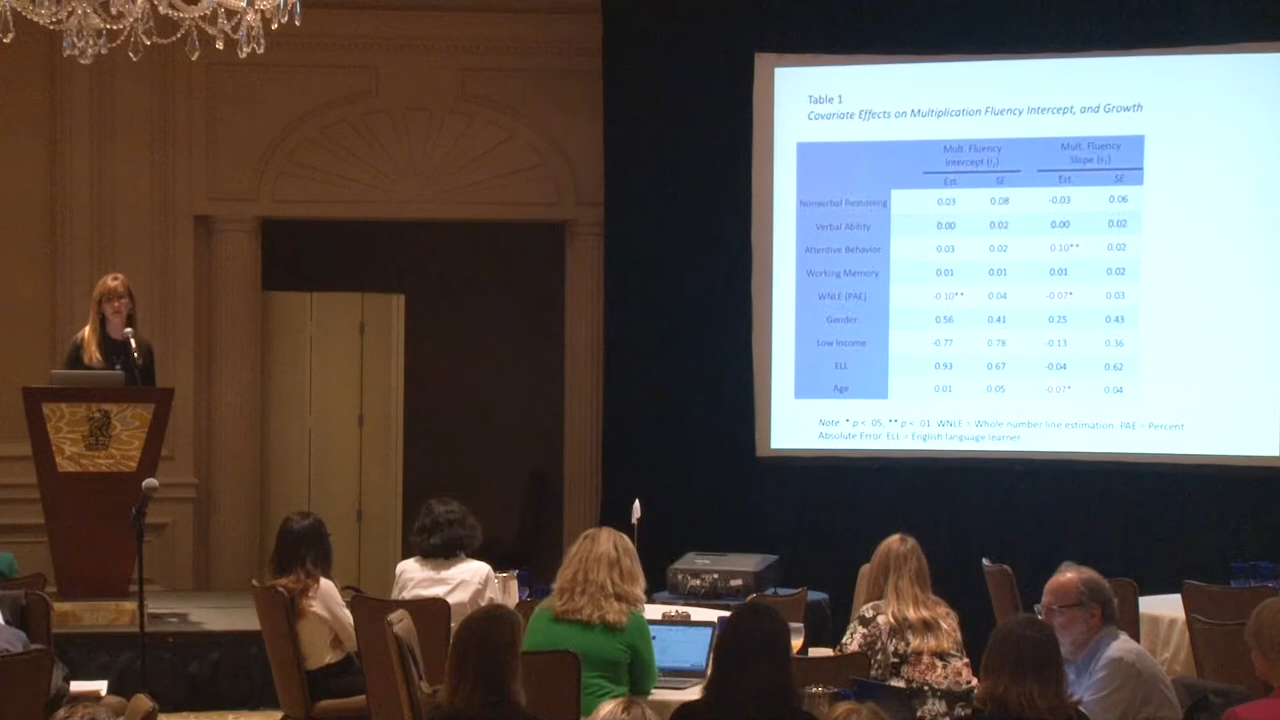 Table 1
Covariate Effects on Multiplication Fluency Intercept, and Growth
Mult. Fluency Intercept (i₁) Mult. Fluency Slope (s₁)
Est. SE Est. SE
Nonverbal Reasoning 0.03 0.08 -0.03 0.06
Verbal Ability 0.00 0.02 0.00 0.02
Attentive Behavior 0.03 0.02 0.10** 0.02
Working Memory 0.01 0.01 0.01 0.02
WNLE (PAE) -0.10** 0.04 -0.07* 0.03
Gender 0.56 0.41 0.25 0.43
Low Income -0.77 0.78 -0.13 0.36
ELL 0.93 0.67 -0.04 0.62
Age 0.01 0.05 -0.07* 0.04
Note. * p < .05, ** p < .01. WNLE = Whole number line estimation. PAE = Percent
Absolute Error. ELL = English language learner